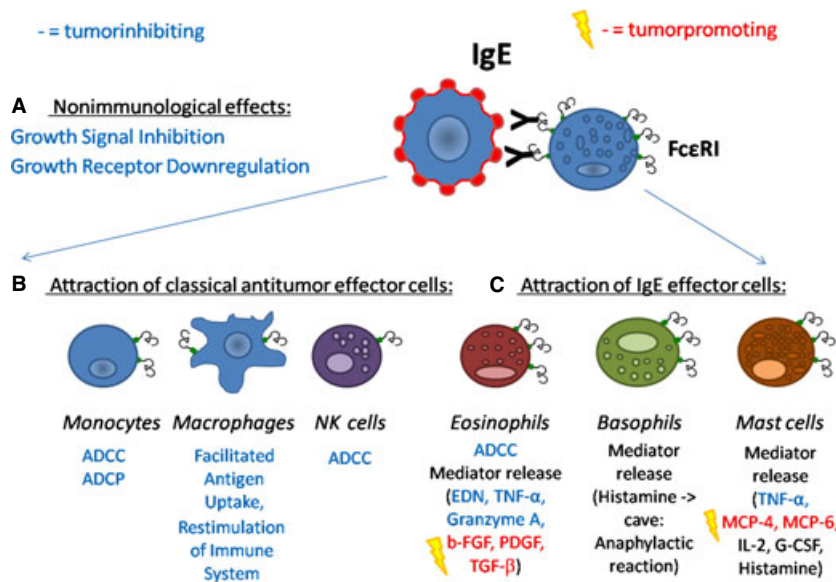 - = tumorinhibiting
- = tumorpromoting
IgE
A Nonimmunological effects:
Growth Signal Inhibition
Growth Receptor Downregulation
FcεRI
B Attraction of classical antitumor effector cells:
Monocytes
ADCC
ADCP
Macrophages
Facilitated
Antigen
Uptake,
Restimulation
of Immune
System
NK cells
ADCC
C Attraction of IgE effector cells:
Eosinophils
ADCC
Mediator release
(EDN, TNF-α,
Granzyme A,
b-FGF, PDGF,
TGF-β)
Basophils
Mediator
release
(Histamine ->
cave:
Anaphylactic
reaction)
Mast cells
Mediator
release
(TNF-α,
MCP-4, MCP-6,
IL-2, G-CSF,
Histamine)